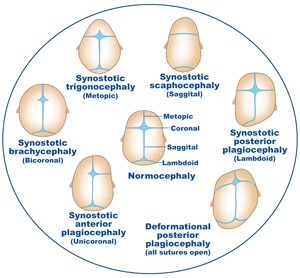 Synostotic
trigonocephaly
(Metopic)
Synostotic
scaphocephaly
(Saggital)
Synostotic
brachycephaly
(Bicoronal)
Metopic
Coronal
Saggital
Lambdoid
Normocephaly
Synostotic
posterior
plagiocephaly
(Lambdoid)
Synostotic
anterior
plagiocephaly
(Unicoronal)
Deformational
posterior
plagiocephaly
(all sutures open)